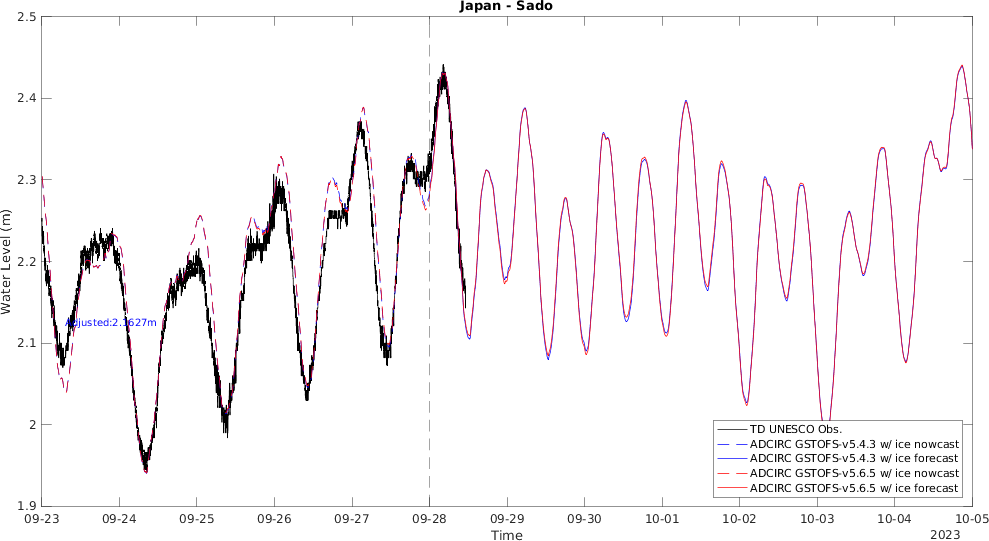 Japan - Sado
2.5
2.4
2.3
2.2
2.1
2
1.9
Water Level (m)
Adjusted:2.1627m
TD UNESCO Obs.
ADCIRC GSTOFS-v5.4.3 w/ ice nowcast
ADCIRC GSTOFS-v5.4.3 w/ ice forecast
ADCIRC GSTOFS-v5.6.5 w/ ice nowcast
ADCIRC GSTOFS-v5.6.5 w/ ice forecast
09-23 09-24 09-25 09-26 09-27 09-28 09-29 09-30 10-01 10-02 10-03 10-04 10-05
Time
2023